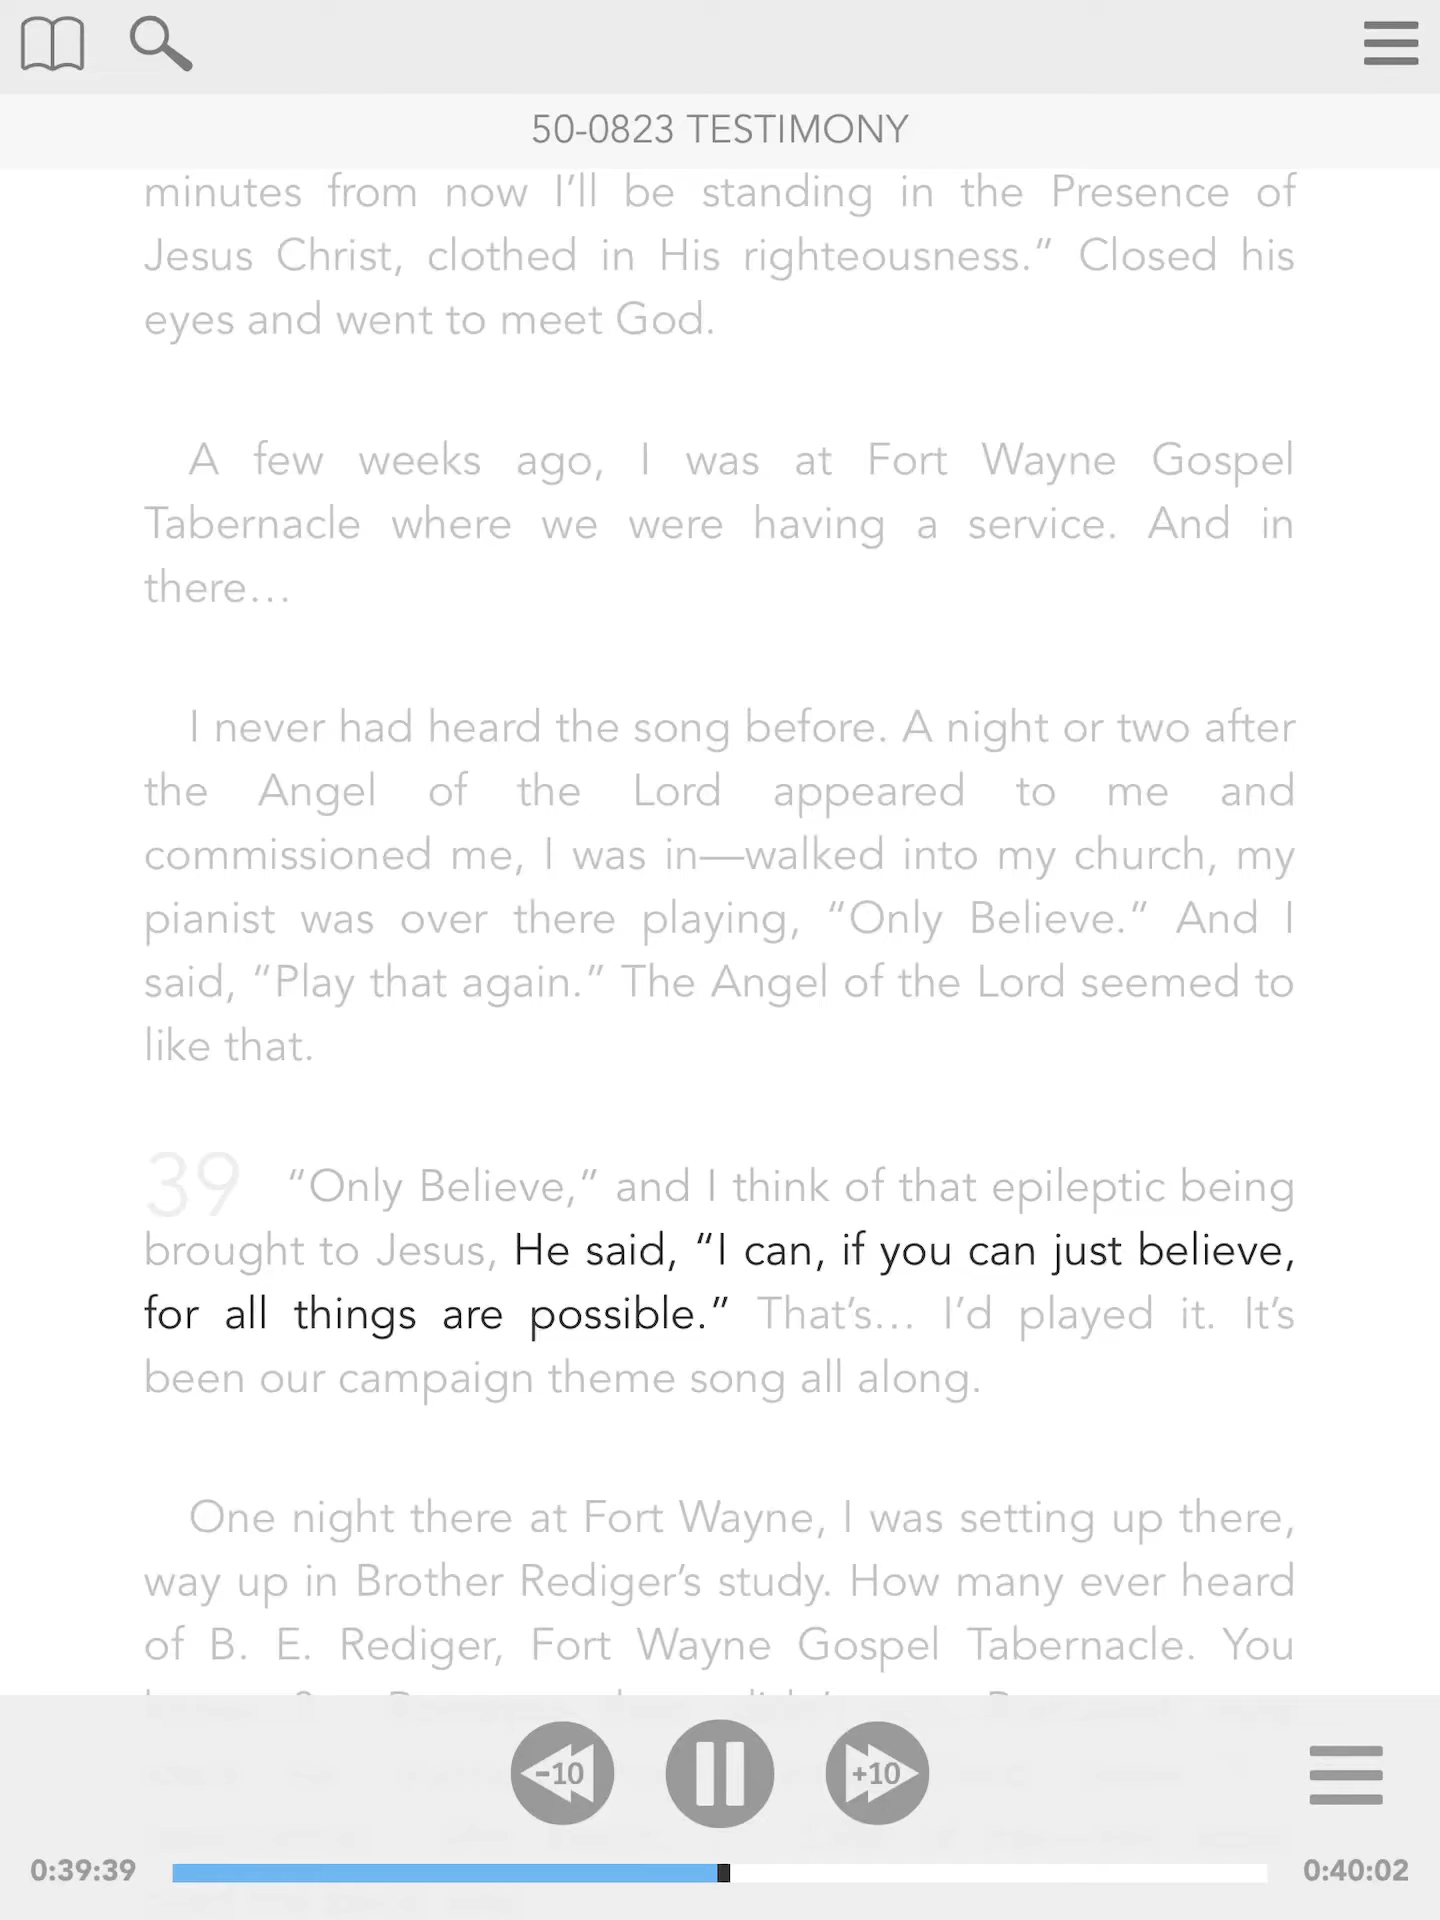 50-0823 TESTIMONY
minutes from now I’ll be standing in the Presence of
Jesus Christ, clothed in His righteousness.” Closed his
eyes and went to meet God.
A few weeks ago, I was at Fort Wayne Gospel
Tabernacle where we were having a service. And in
there…
I never had heard the song before. A night or two after
the Angel of the Lord appeared to me and
commissioned me, I was in—walked into my church, my
pianist was over there playing, “Only Believe.” And I
said, “Play that again.” The Angel of the Lord seemed to
like that.
39 “Only Believe,” and I think of that epileptic being
brought to Jesus, He said, “I can, if you can just believe,
for all things are possible.” That’s… I’d played it. It’s
been our campaign theme song all along.
One night there at Fort Wayne, I was setting up there,
way up in Brother Rediger’s study. How many ever heard
of B. E. Rediger, Fort Wayne Gospel Tabernacle. You
-10 +10
0:39:39 0:40:02